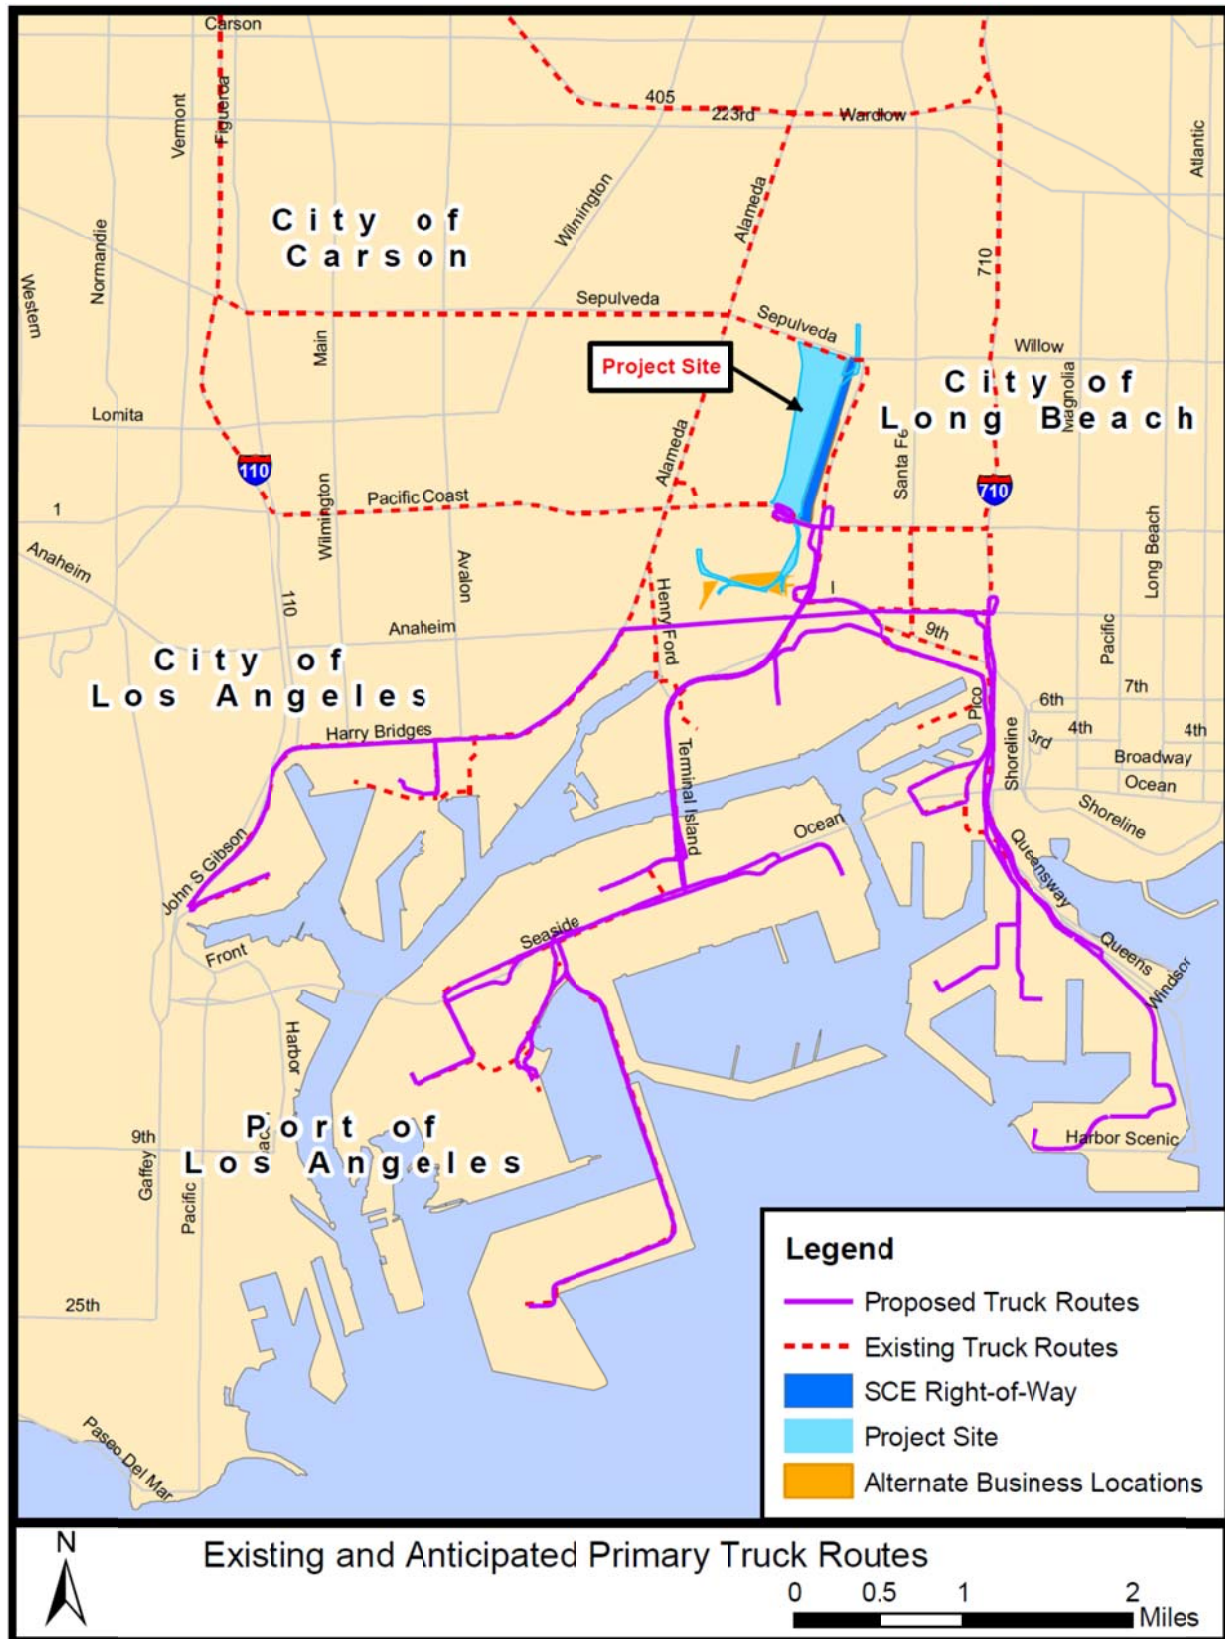 Carson
405
223rd
Wardlow
Vermont
Figueroa
Atlantic
City of
Carson
Wilmington
Alameda
Normandie
Western
710
Sepulveda
Sepulveda
Main
Willow
Project Site
City of
Long Beach
Magnolia
Lomita
Alameda
Santa Fe
110
710
Pacific Coast
1
Wilmington
Long Beach
Anaheim
Avalon
110
Henry Ford
I
Anaheim
9th
Pacific
City of
Los Angeles
7th
6th
Pico
Harry Bridges
4th
4th
3rd
Shoreline
Terminal Island
Broadway
Ocean
Shoreline
Ocean
John S Gibson
Queensway
Seaside
Front
Queens
Windsor
Harbor
Port of
Los Angeles
9th
Gaffey
Pacific
Harbor Scenic
25th
Paseo Del Mar
Legend
Proposed Truck Routes
Existing Truck Routes
SCE Right-of-Way
Project Site
Alternate Business Locations
N
Existing and Anticipated Primary Truck Routes
0 0.5 1 2
Miles